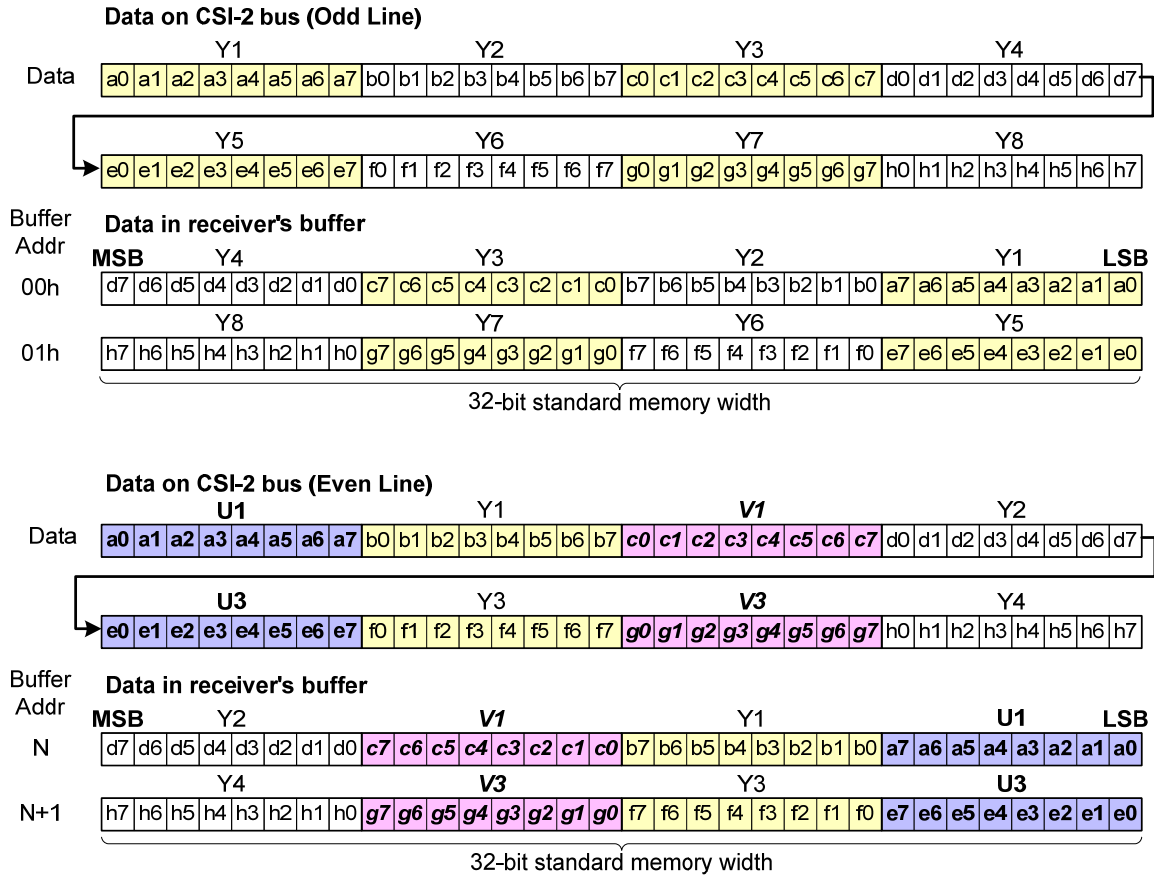 Data on CSI-2 bus (Odd Line)
Y1 Y2 Y3 Y4
Data a0 a1 a2 a3 a4 a5 a6 a7 b0 b1 b2 b3 b4 b5 b6 b7 c0 c1 c2 c3 c4 c5 c6 c7 d0 d1 d2 d3 d4 d5 d6 d7
Y5 Y6 Y7 Y8
e0 e1 e2 e3 e4 e5 e6 e7 f0 f1 f2 f3 f4 f5 f6 f7 g0 g1 g2 g3 g4 g5 g6 g7 h0 h1 h2 h3 h4 h5 h6 h7
Buffer Addr
Data in receiver's buffer
MSB Y4 Y3 Y2 Y1 LSB
00h d7 d6 d5 d4 d3 d2 d1 d0 c7 c6 c5 c4 c3 c2 c1 c0 b7 b6 b5 b4 b3 b2 b1 b0 a7 a6 a5 a4 a3 a2 a1 a0
Y8 Y7 Y6 Y5
01h h7 h6 h5 h4 h3 h2 h1 h0 g7 g6 g5 g4 g3 g2 g1 g0 f7 f6 f5 f4 f3 f2 f1 f0 e7 e6 e5 e4 e3 e2 e1 e0
32-bit standard memory width
Data on CSI-2 bus (Even Line)
U1 Y1 V1 Y2
Data a0 a1 a2 a3 a4 a5 a6 a7 b0 b1 b2 b3 b4 b5 b6 b7 c0 c1 c2 c3 c4 c5 c6 c7 d0 d1 d2 d3 d4 d5 d6 d7
U3 Y3 V3 Y4
e0 e1 e2 e3 e4 e5 e6 e7 f0 f1 f2 f3 f4 f5 f6 f7 g0 g1 g2 g3 g4 g5 g6 g7 h0 h1 h2 h3 h4 h5 h6 h7
Buffer Addr
Data in receiver's buffer
MSB Y2 V1 Y1 U1 LSB
N d7 d6 d5 d4 d3 d2 d1 d0 c7 c6 c5 c4 c3 c2 c1 c0 b7 b6 b5 b4 b3 b2 b1 b0 a7 a6 a5 a4 a3 a2 a1 a0
Y4 V3 Y3 U3
N+1 h7 h6 h5 h4 h3 h2 h1 h0 g7 g6 g5 g4 g3 g2 g1 g0 f7 f6 f5 f4 f3 f2 f1 f0 e7 e6 e5 e4 e3 e2 e1 e0
32-bit standard memory width